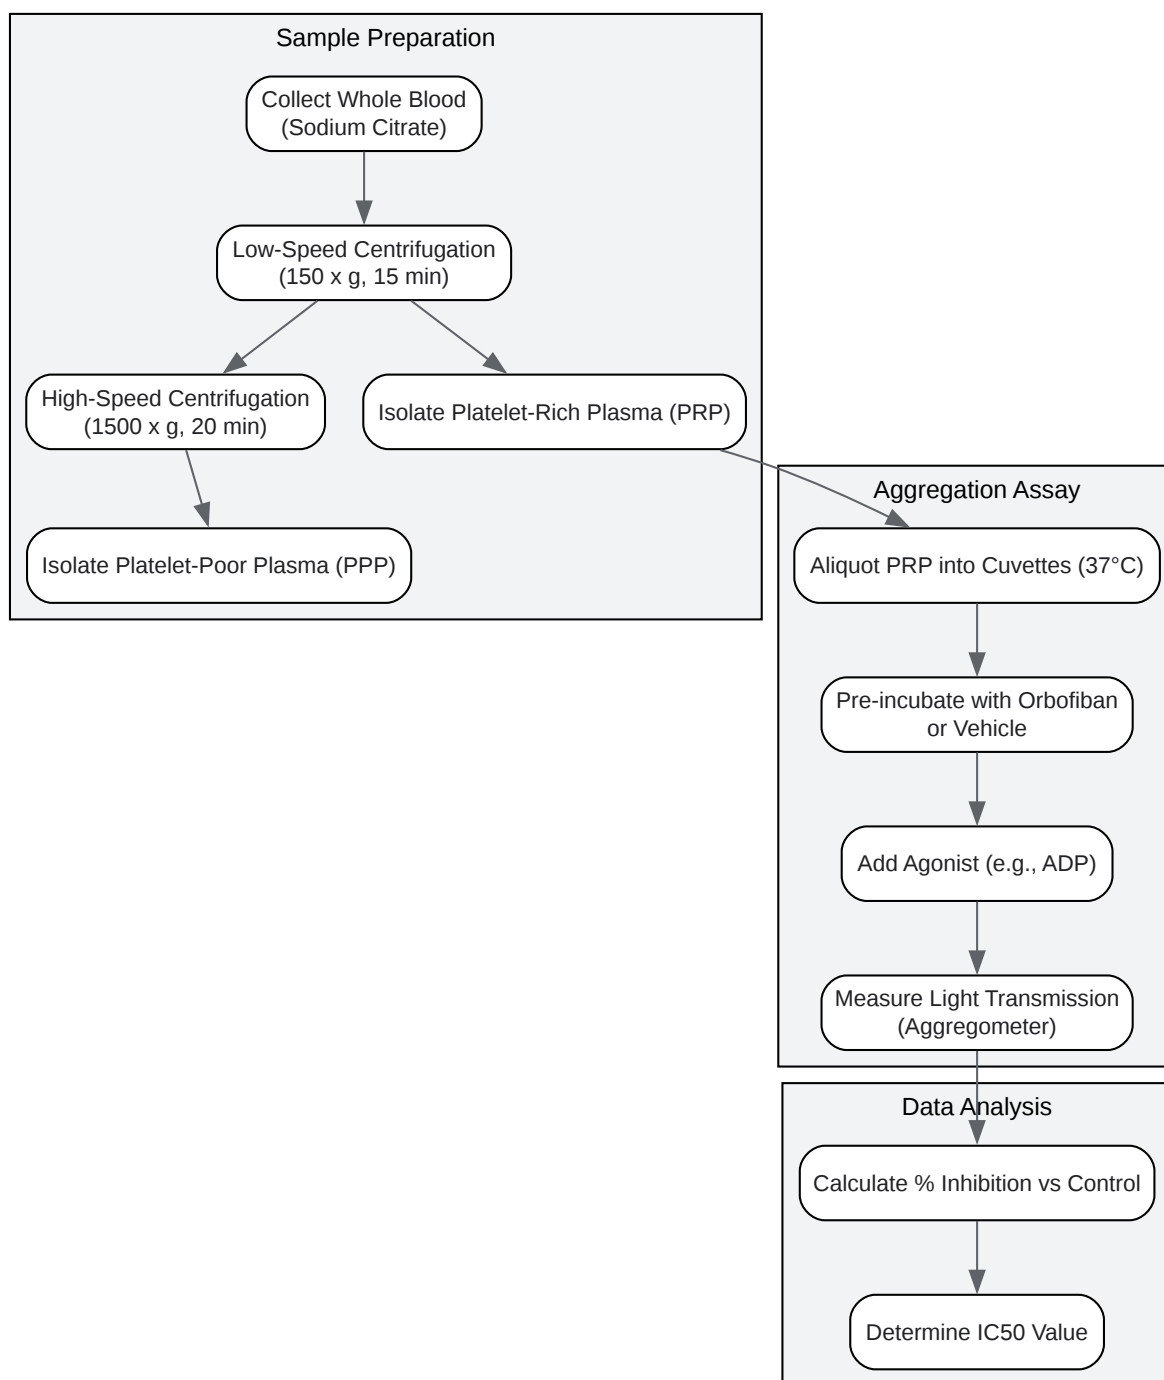 Sample Preparation
Collect Whole Blood
(Sodium Citrate)
Low-Speed Centrifugation
(150 x g, 15 min)
High-Speed Centrifugation
(1500 x g, 20 min)
Isolate Platelet-Rich Plasma (PRP)
Isolate Platelet-Poor Plasma (PPP)
Aggregation Assay
Aliquot PRP into Cuvettes (37°C)
Pre-incubate with Orbofiban
or Vehicle
Add Agonist (e.g., ADP)
Measure Light Transmission
(Aggregometer)
Data Analysis
Calculate % Inhibition vs Control
Determine IC50 Value